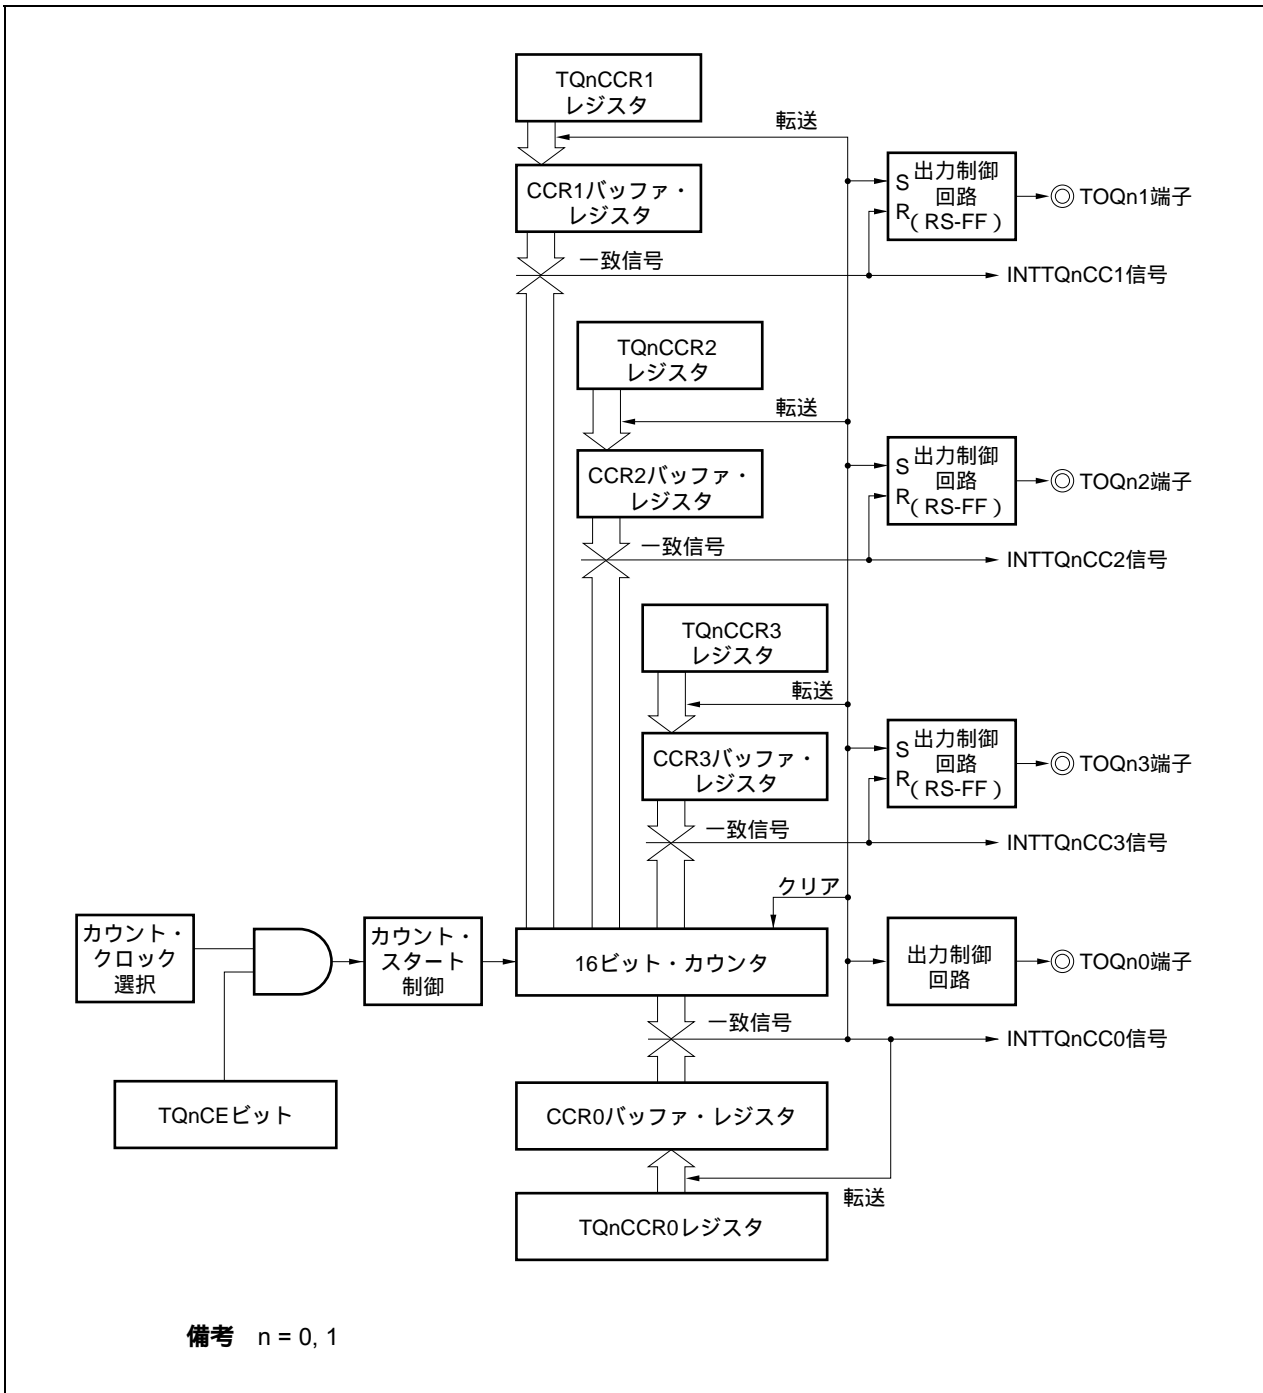 TQnCCR1
レジスタ
転送
CCR1バッファ・
レジスタ
S
出力制御
回路
R
( RS-FF )
TOQn1端子
一致信号
INTTQnCC1信号
TQnCCR2
レジスタ
転送
CCR2バッファ・
レジスタ
S
出力制御
回路
R
( RS-FF )
TOQn2端子
一致信号
INTTQnCC2信号
TQnCCR3
レジスタ
転送
CCR3バッファ・
レジスタ
S
出力制御
回路
R
( RS-FF )
TOQn3端子
一致信号
INTTQnCC3信号
クリア
カウント・
クロック
選択
カウント・
スタート
制御
16ビット・カウンタ
出力制御
回路
TOQn0端子
一致信号
INTTQnCC0信号
TQnCEビット
CCR0バッファ・レジスタ
転送
TQnCCR0レジスタ
備考 n = 0, 1